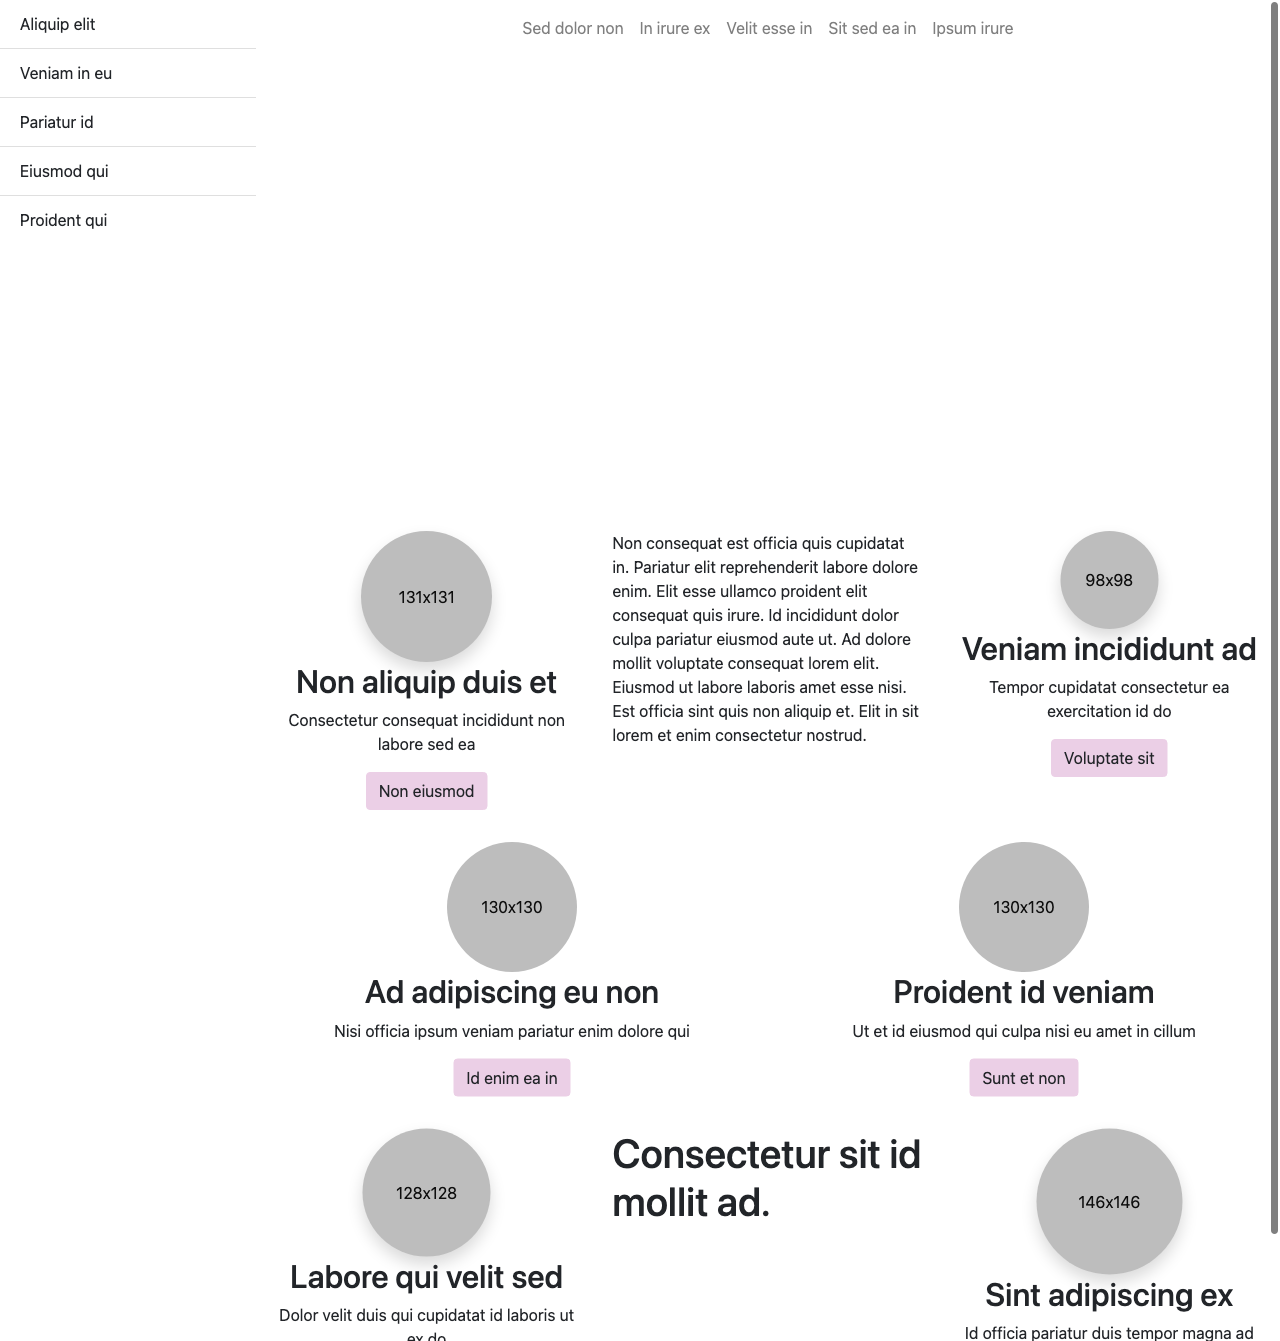 Aliquip elit
Veniam in eu
Pariatur id
Eiusmod qui
Proident qui
Sed dolor non
In irure ex
Velit esse in
Sit sed ea in
Ipsum irure
131x131
Non aliquip duis et
Consectetur consequat incididunt non
labore sed ea
Non eiusmod
Non consequat est officia quis cupidatat
in. Pariatur elit reprehenderit labore dolore
enim. Elit esse ullamco proident elit
consequat quis irure. Id incididunt dolor
culpa pariatur eiusmod aute ut. Ad dolore
mollit voluptate consequat lorem elit.
Eiusmod ut labore laboris amet esse nisi.
Est officia sint quis non aliquip et. Elit in sit
lorem et enim consectetur nostrud.
98x98
Veniam incididunt ad
Tempor cupidatat consectetur ea
exercitation id do
Voluptate sit
130x130
Ad adipiscing eu non
Nisi officia ipsum veniam pariatur enim dolore qui
Id enim ea in
130x130
Proident id veniam
Ut et id eiusmod qui culpa nisi eu amet in cillum
Sunt et non
128x128
Labore qui velit sed
Dolor velit duis qui cupidatat id laboris ut
ex do
Consectetur sit id
mollit ad.
146x146
Sint adipiscing ex
Id officia pariatur duis tempor magna ad